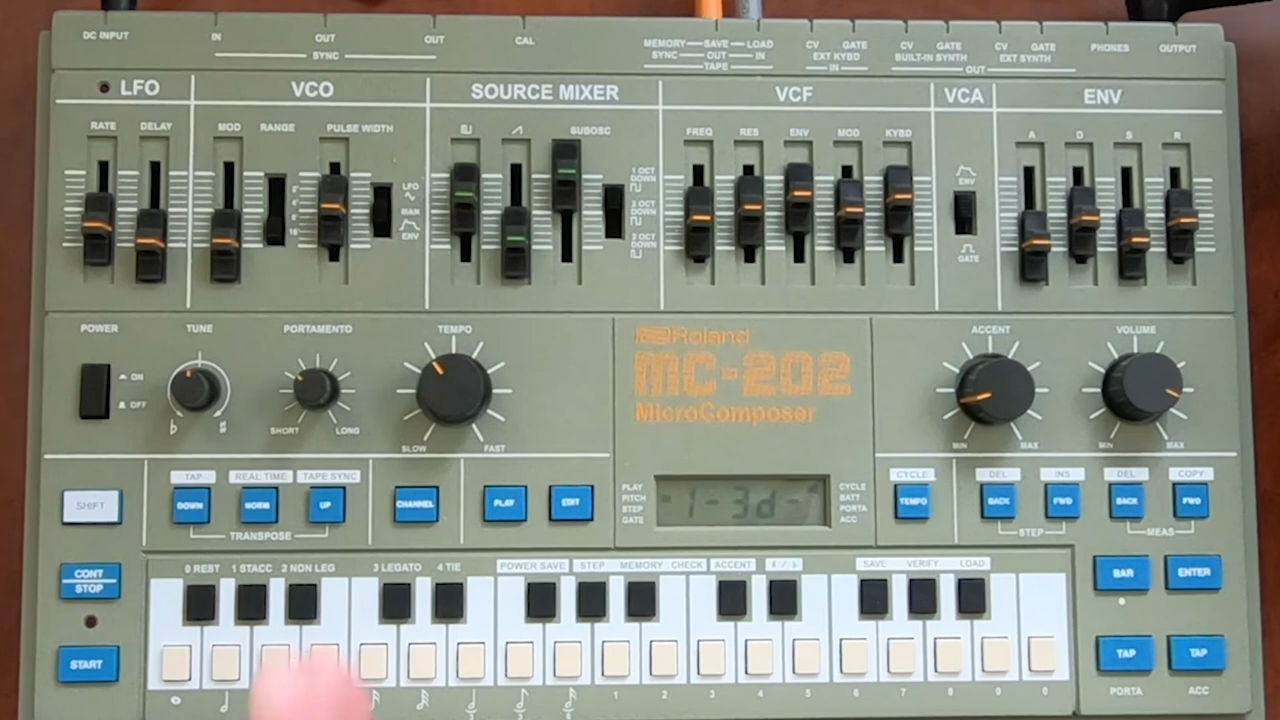 DC INPUT IN OUT OUT CAL MEMORY SAVE LOAD CV GATE CV GATE CV GATE PHONES OUTPUT
SYNC SYNC OUT IN EXT KYBD BUILT-IN SYNTH EXT SYNTH
TAPE IN OUT
LFO VCO SOURCE MIXER VCF VCA ENV
RATE DELAY MOD RANGE PULSE WIDTH SUBOSC FREQ RES ENV MOD KYBD A D S R
1 OCT DOWN
2 OCT DOWN
2 OCT DOWN
LFO
MAN
ENV
16'
ENV
GATE
POWER TUNE PORTAMENTO TEMPO ACCENT VOLUME
ON
OFF
♭
SHORT LONG
SLOW FAST
MIN MAX MIN MAX
Roland
MC-202
MicroComposer
TAP REAL TIME TAPE SYNC CYCLE DEL INS DEL COPY
SHIFT DOWN NORM UP CHANNEL PLAY EDIT TEMPO BACK FWD BACK FWD
TRANSPOSE STEP MEAS
PLAY CYCLE
PITCH BATT
STEP PORTA
GATE ACC
1-3d-
CONT
STOP
START
0 REST 1 STACC 2 NON LEG 3 LEGATO 4 TIE POWER SAVE STEP MEMORY CHECK ACCENT ♯/♭ SAVE VERIFY LOAD
BAR ENTER
TAP TAP
PORTA ACC
1 2 3 4 5 6 7 8 9 0